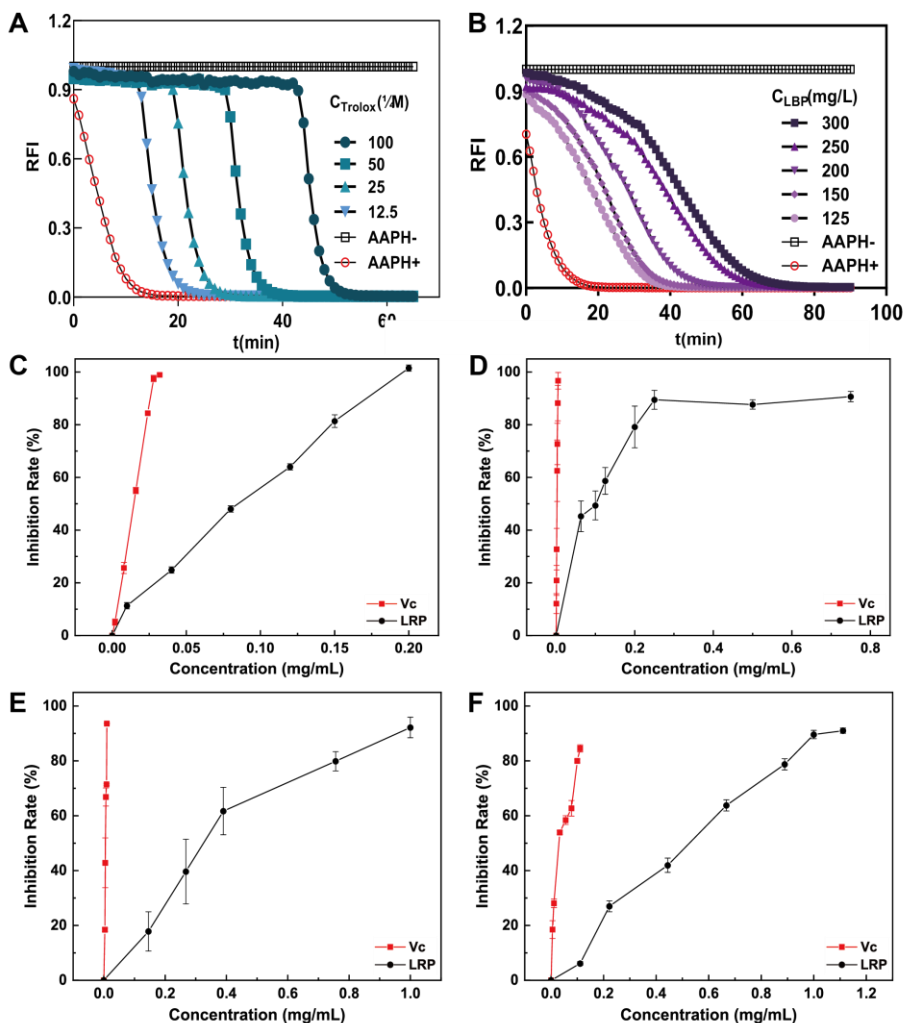 A
1.2
0.9
0.6
0.3
0.0
RFI
0
20
40
6
t(min)
C_Trolox(¼M)
100
50
25
12.5
AAPH-
AAPH+
B
1.2
0.9
0.6
0.3
0.0
RFI
0
20
40
60
80
100
t(min)
C_LBP(mg/L)
300
250
200
150
125
AAPH-
AAPH+
C
100
80
60
40
20
0
Inhibition Rate (%)
0.00
0.05
0.10
0.15
0.20
Concentration (mg/mL)
Vc
LRP
D
100
80
60
40
20
0
Inhibition Rate (%)
0.0
0.2
0.4
0.6
0.8
Concentration (mg/mL)
Vc
LRP
E
100
80
60
40
20
0
Inhibition Rate (%)
0.0
0.2
0.4
0.6
0.8
1.0
Concentration (mg/mL)
Vc
LRP
F
100
80
60
40
20
0
Inhibition Rate (%)
0.0
0.2
0.4
0.6
0.8
1.0
1.2
Concentration (mg/mL)
Vc
LRP